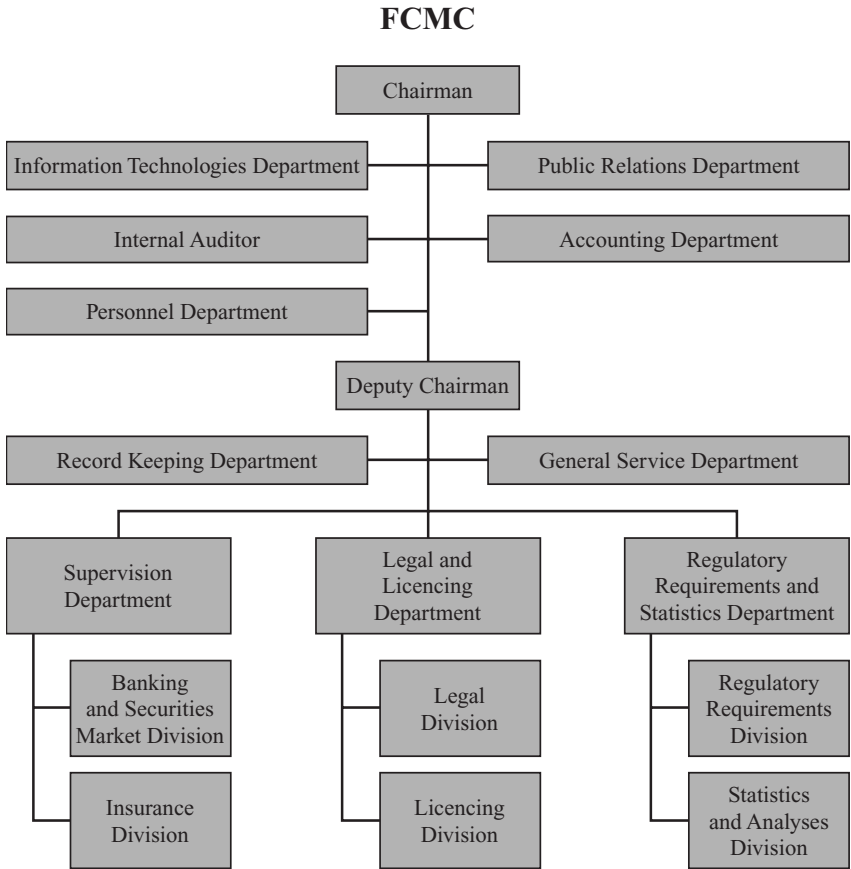 FCMC
Chairman
Information Technologies Department
Public Relations Department
Internal Auditor
Accounting Department
Personnel Department
Deputy Chairman
Record Keeping Department
General Service Department
Supervision
Department
Legal and
Licencing
Department
Regulatory
Requirements and
Statistics Department
Banking
and Securities
Market Division
Legal
Division
Regulatory
Requirements
Division
Insurance
Division
Licencing
Division
Statistics
and Analyses
Division